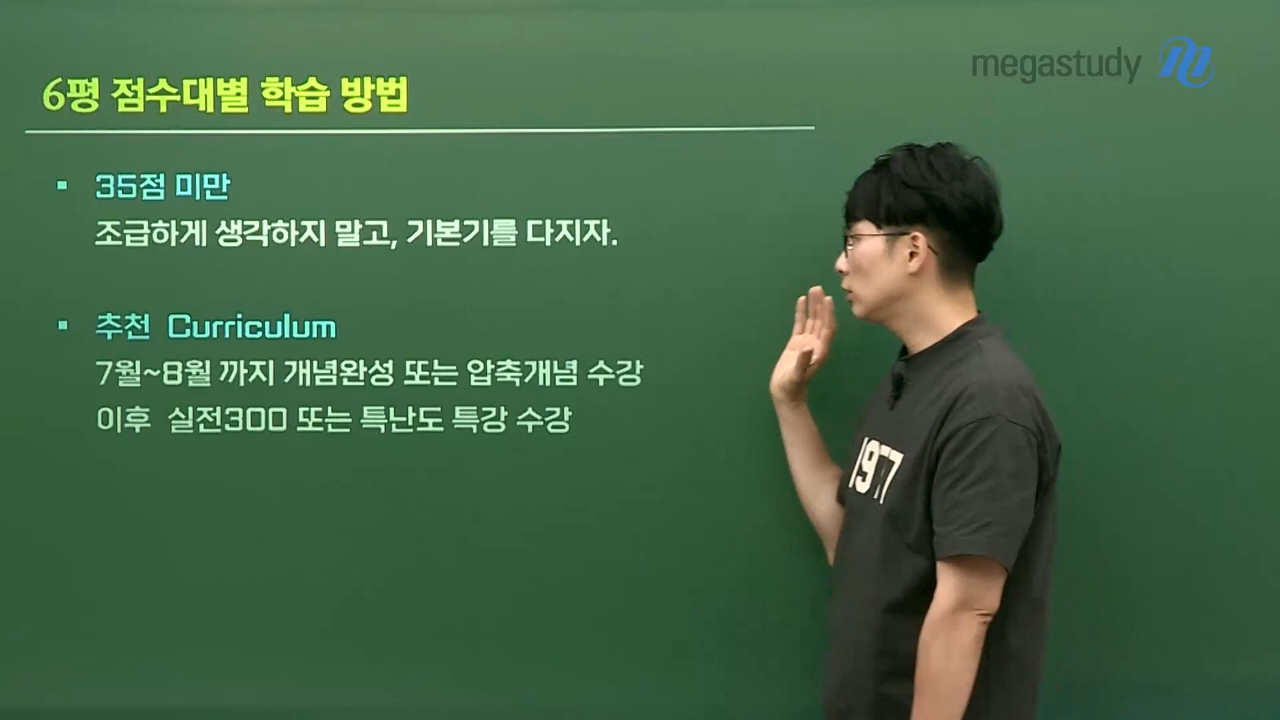 megastudy
6평 점수대별 학습 방법
35점 미만
조급하게 생각하지 말고, 기본기를 다지자.
추천 Curriculum
7월~8월 까지 개념완성 또는 압축개념 수강
이후 실전300 또는 특난도 특강 수강
1977